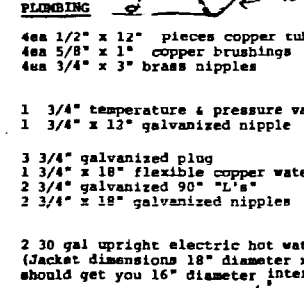 PLUMBING
4ea 1/2" x 12" pieces copper tu
4ea 5/8" x 1" copper brushings
4ea 3/4" x 3" brass nipples
1 3/4" temperature & pressure va
1 3/4" x 12" galvanized nipple
3 3/4" galvanized plug
1 3/4" x 18" flexible copper wate
2 3/4" galvanized 90° "L's"
2 3/4" x 18" galvanized nipples
2 30 gal upright electric hot wat
(Jacket dimensions 18" diameter x
should get you 16" diameter inter